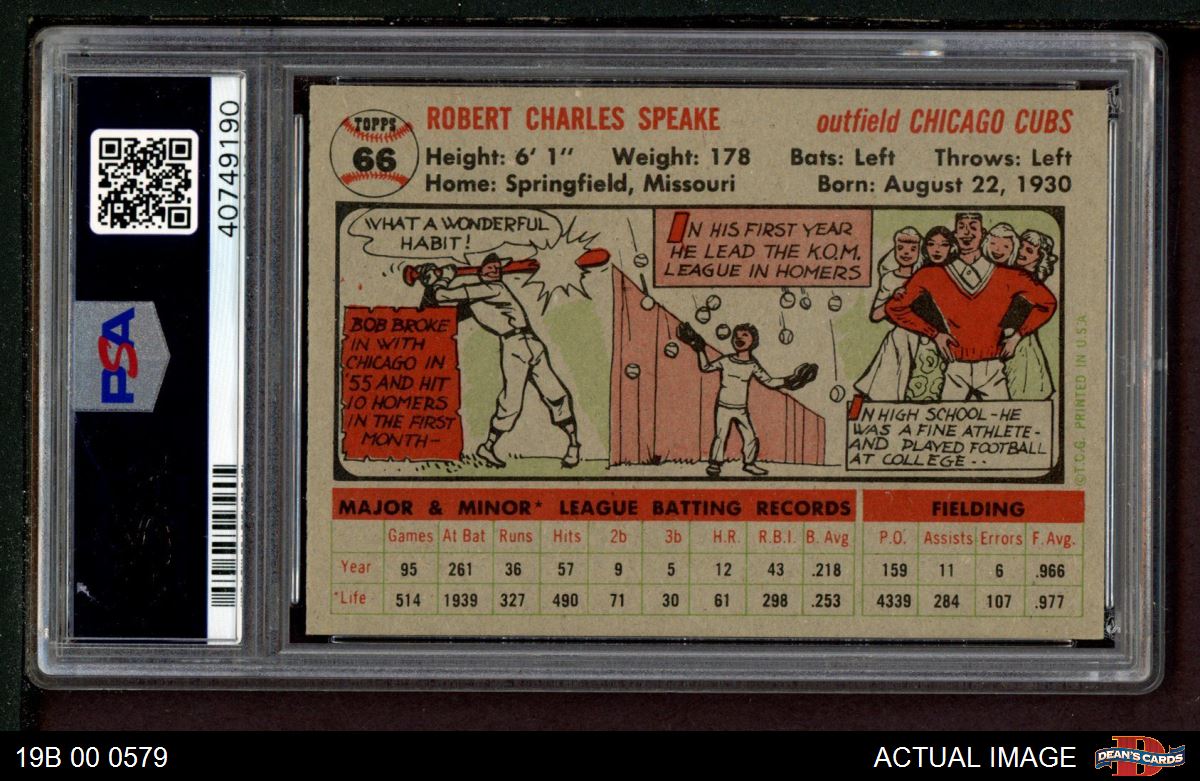 40749190
PSA
TOPPS
66
ROBERT CHARLES SPEAKE
outfield CHICAGO CUBS
Height: 6' 1" Weight: 178 Bats: Left Throws: Left
Home: Springfield, Missouri Born: August 22, 1930
WHAT A WONDERFUL
HABIT!
BOB BROKE
IN WITH
CHICAGO IN
'55 AND HIT
10 HOMERS
IN THE FIRST
MONTH-
IN HIS FIRST YEAR
HE LEAD THE K.O.M.
LEAGUE IN HOMERS
IN HIGH SCHOOL-HE
WAS A FINE ATHLETE-
AND PLAYED FOOTBALL
AT COLLEGE--
©T.C.G. PRINTED IN U.S.A.
MAJOR & MINOR* LEAGUE BATTING RECORDS FIELDING
Games At Bat Runs Hits 2b 3b H.R. R.B.I. B. Avg P.O. Assists Errors F. Avg.
Year 95 261 36 57 9 5 12 43 .218 159 11 6 .966
*Life 514 1939 327 490 71 30 61 298 .253 4339 284 107 .977
19B 00 0579
ACTUAL IMAGE
D
DEAN'S CARDS